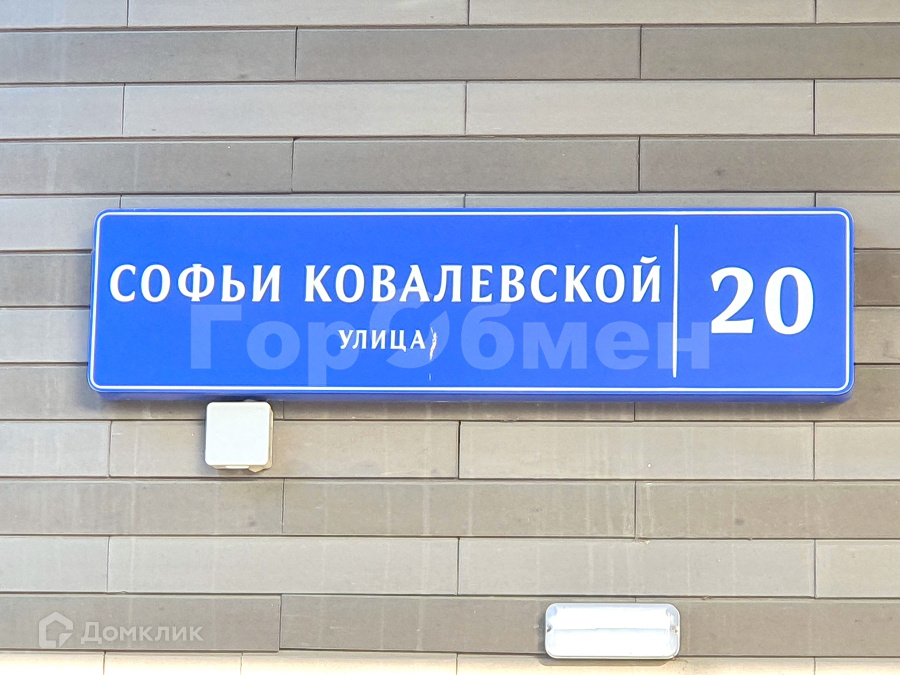 СОФЬИ КОВАЛЕВСКОЙ
УЛИЦА
20
ГорОбмен
Домклик